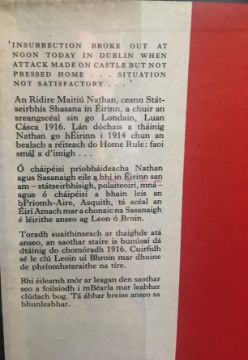 'INSURRECTION BROKE OUT AT
NOON TODAY IN DUBLIN WHEN
ATTACK MADE ON CASTLE BUT NOT
PRESSED HOME . . . SITUATION
NOT SATISFACTORY . . .'
An Ridire Maitiú Nathan, ceann Stát-
seirbhís Shasana in Éirinn, a chuir an
sreangscéal sin go Londain, Luan
Cásca 1916. Lán dóchais a tháinig
Nathan go hÉirinn i 1914 chun an
bealach a réiteach do Home Rule: faoi
smál a d'imigh . . .
Ó cháipéisí príobháideacha Nathan
agus Sasanaigh eile a bhí in Éirinn san
am—státseirbhísigh, polaiteoirí, mná—
agus ó cháipéisí a bhain leis an
bPríomh-Aire, Asquith, tá scéal an
Éirí Amach mar a chonaic na Sasanaigh
é léirithe anseo ag Leon Ó Broin.
Toradh suaithinseach ar thaighde atá
anseo, an saothar staire is bunúsaí dá
dtáinig do chomóradh 1916. Cuirfidh
sé le clú Leoin Uí Bhroin mar dhuine
de phríomhstaraithe na tíre.
Bhí éileamh mór ar leagan den saothar
seo a foilsíodh i mBéarla mar leabhar
clúdach bog. Tá ábhar breise anseo sa
bhunleabhar.